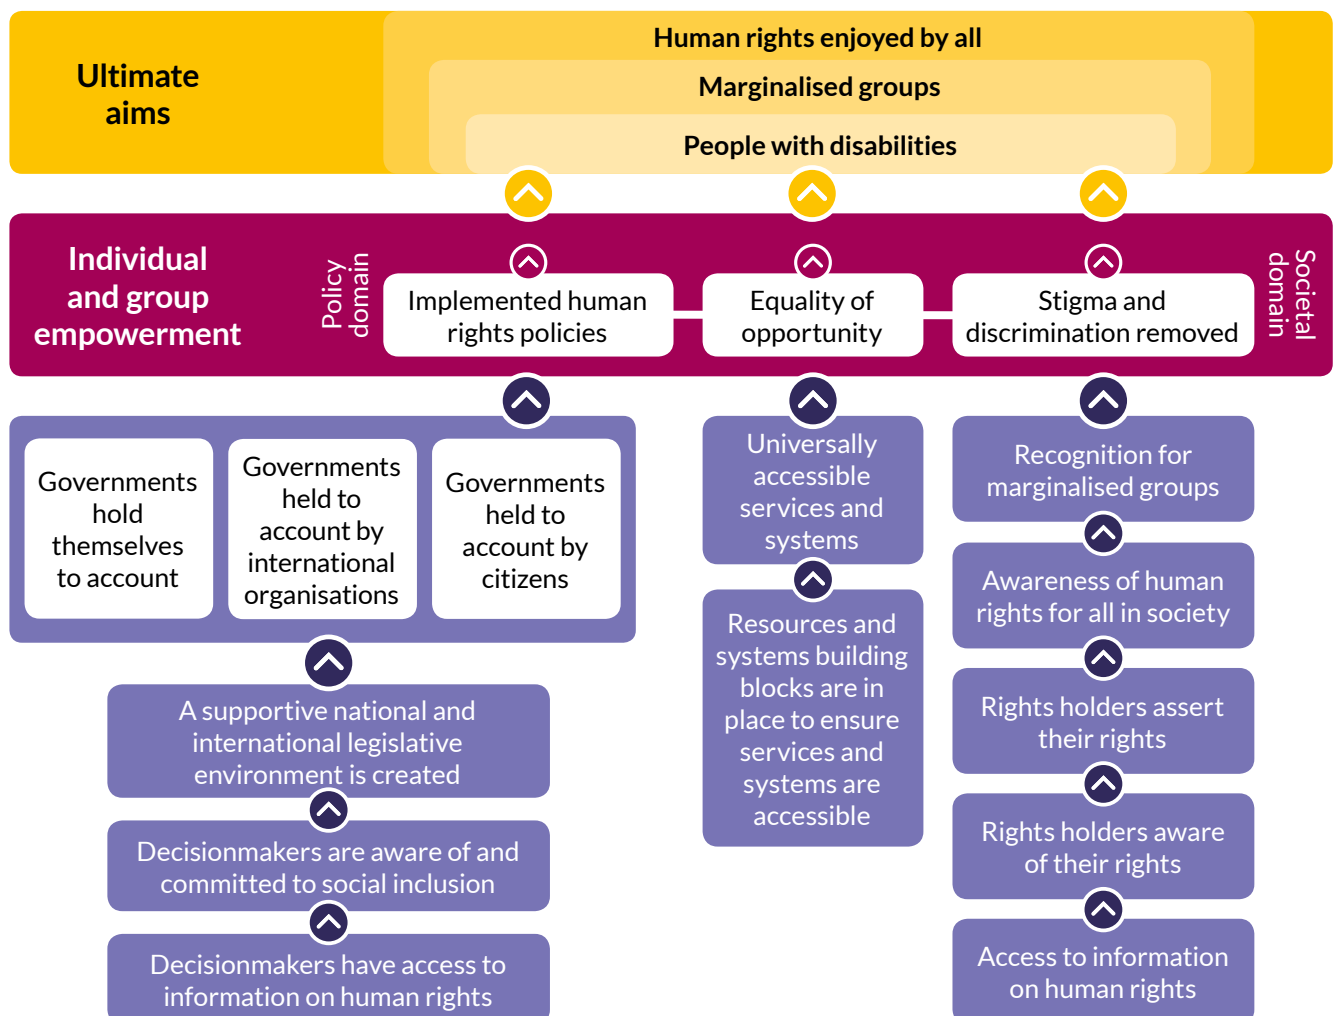 Ultimate
aims
Human rights enjoyed by all
Marginalised groups
People with disabilities
Individual
and group
empowerment
Policy
domain
Implemented human
rights policies
Equality of
opportunity
Stigma and
discrimination removed
Societal
domain
Governments
hold
themselves
to account
Governments
held to
account by
international
organisations
Governments
held to
account by
citizens
A supportive national and
international legislative
environment is created
Decisionmakers are aware of and
committed to social inclusion
Decisionmakers have access to
information on human rights
Universally
accessible
services and
systems
Resources and
systems building
blocks are in
place to ensure
services and
systems are
accessible
Recognition for
marginalised groups
Awareness of human
rights for all in society
Rights holders assert
their rights
Rights holders aware
of their rights
Access to information
on human rights